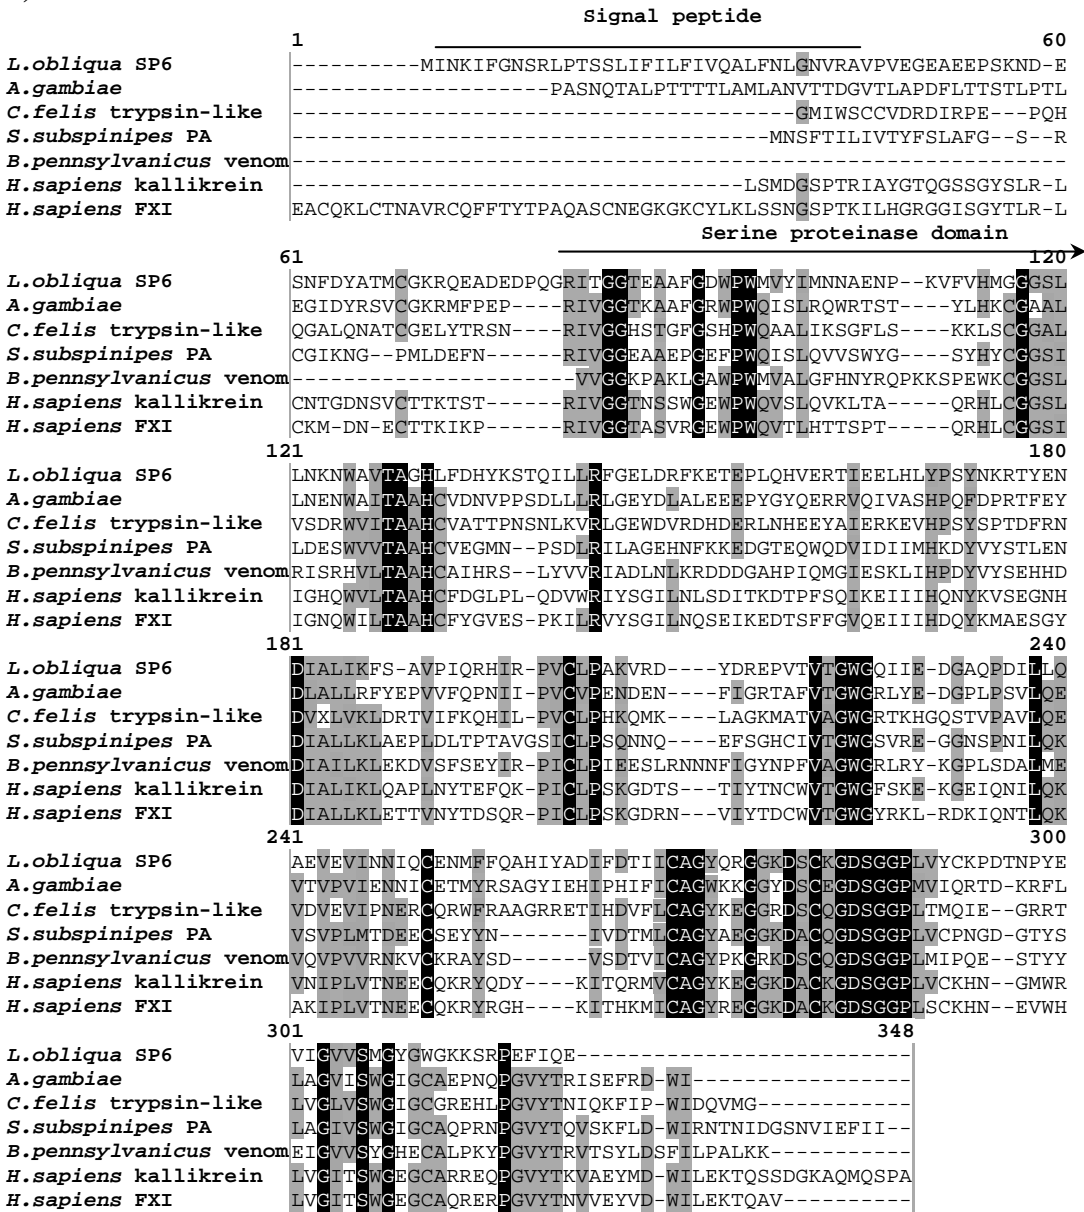 Signal peptide
1 60
L.obliqua SP6 ----------MINKIFGNSRLPTSSLIFILFIVQALFNLGNVRAVPVEGEAEEPSKND-E
A.gambiae --------------------PASNQTALPTTTTLAMLANVTTDGVTLAPDFLTTSTLPTL
C.felis trypsin-like ---------------------------------------GMIWSCCVDRDIRPE---PQH
S.subspinipes PA -------------------------------------MNSFTILIVTYFSLAFG--S--R
B.pennsylvanicus venom ------------------------------------------------------------
H.sapiens kallikrein -----------------------------------LSMDGSPTRIAYGTQGSSGYSLR-L
H.sapiens FXI EACQKLCTNAVRCQFFTYTPAQASCNEGKGKCYLKLSSNGSPTKILHGRGGISGYTLR-L
Serine proteinase domain
61 120
L.obliqua SP6 SNFDYATMCGKRQEADEDPQGRITGGTEAAFGDWPWMVYIMNNAENP--KVFVHMGGGSL
A.gambiae EGIDYRSVCGKRMFPEP----RIVGGTKAAFGRWPWQISLRQWRTST----YLHKCGAAL
C.felis trypsin-like QGALQNATCGELYTRSN----RIVGGHSTGFGSHPWQAALIKSGFLS----KKLSCGGAL
S.subspinipes PA CGIKNG--PMLDEFN------RIVGGEAAEPGEFPWQISLQVVSWYG----SYHYCGGSI
B.pennsylvanicus venom ----------------------VVGGKPAKLGAWPWMVALGFHNYRQPKKSPEWKCGGSL
H.sapiens kallikrein CNTGDNSVCTTKTST------RIVGGTNSSWGEWPWQVSLQVKLTA----QRHLCGGSL
H.sapiens FXI CKM-DN-ECTTKIKP------RIVGGTASVRGEWPWQVTLHTTSPT-----QRHLCGGSI
121 180
L.obliqua SP6 LNKNWAVTAGHLFDHYKSTQILLRFGELDRFKETEPLQHVERTIEELHLYPSYNKRTYEN
A.gambiae LNENWAITAAHCVDNVPPSDLLLRLGEYDLALEEEPYGYQERRVQIVASHPQFDPRTFEY
C.felis trypsin-like VSDRWVITAAHCVATTPNSNLKVRLGEWDVRDHDERLNHEEYAIERKEVHPSYSPTDFRN
S.subspinipes PA LDESWVVTAAHCVEGMN--PSDLRILAGEHNFKKEDGTEQWQDVIDIIMHKDYVYSTLEN
B.pennsylvanicus venom RISRHVLTAAHCAIHRS--LYVVRIADLNLKRDDDGAHPIQMGIESKLIHPDYVYSEHHD
H.sapiens kallikrein IGHQWVLTAAHCFDGLPL-QDVWRIYSGILNLSDITKDTPFSQIKEIIIHQNYKVSEGNH
H.sapiens FXI IGNQWILTAAHCFYGVES-PKILRVYSGILNQSEIKEDTSFFGVQEIIIHDQYKMAESGY
181 240
L.obliqua SP6 DIALIKFS-AVPIQRHIR-PVCLPAKVRD----YDREPVTVTGWGQIIE-DGAQPDILLQ
A.gambiae DLALLRFYEPVVFQPNII-PVCVPENDEN----FIGRTAFVTGWGRLYE-DGPLPSVLQE
C.felis trypsin-like DVXLVKLDRTVIFKQHIL-PVCLPHKQMK----LAGKMATVAGWGRTKHGQSTVPAVLQE
S.subspinipes PA DIALLKLAEPLDLTPTAVGSICLPSQNNQ----EFSGHCIVTGWGSVRE-GGNSPNILQK
B.pennsylvanicus venom DIAILKLEKDVSFSEYIR-PICLPIEESLRNNNFIGYNPFVAGWGRLRY-KGPLSDALME
H.sapiens kallikrein DIALIKLQAPLNYTEFQK-PICLPSKGDTS---TIYTNCWVTGWGFSKE-KGEIQNILQK
H.sapiens FXI DIALLKLETTVNYTDSQR-PICLPSKGDRN---VIYTDCWVTGWGYRKL-RDKIQNTLQK
241 300
L.obliqua SP6 AEVEVINNIQCENMFFQAHIYADIFDTIICAGYQRGGKDSCKGDSGGPLVYCKPDTNPYE
A.gambiae VTVPVIENNICETMYRSAGYIEHIPHIFICAGWKKGGYDSCEGDSGGPMVIQRTD-KRFL
C.felis trypsin-like VDVEVIPNERCQRWFRAAGRRETIHDVFLCAGYKEGGRDSCQGDSGGPLTMQIE--GRRT
S.subspinipes PA VSVPLMTDEECSEYYN-------IVDTMLCAGYAEGGKDACQGDSGGPLVCPNGD-GTYS
B.pennsylvanicus venom VQVPVVRNKVCKRAYSD------VSDTVICAGYPKGRKDSCQGDSGGPLMIPQE--STYY
H.sapiens kallikrein VNIPLVTNEECQKRYQDY----KITQRMVCAGYKEGGKDACKGDSGGPLVCKHN--GMWR
H.sapiens FXI AKIPLVTNEECQKRYRGH----KITHKMICAGYREGGKDACKGDSGGPLSCKHN--EVWH
301 348
L.obliqua SP6 VIGVVSMGYGWGKKSRPEFIQE--------------------------
A.gambiae LAGVISWGIGCAEPNQPGVYTRISEFRD-WI-----------------
C.felis trypsin-like LVGLVSWGIGCGREHLPGVYTNIQKFIP-WIDQVMG------------
S.subspinipes PA LAGIVSWGIGCAQPRNPGVYTQVSKFLD-WIRNTNIDGSNVIEFII--
B.pennsylvanicus venom EIGVVSYGHECALPKYPGVYTRVTSYLDSFILPALKK-----------
H.sapiens kallikrein LVGITSWGEGCARREQPGVYTKVAEYMD-WILEKTQSSDGKAQMQSPA
H.sapiens FXI LVGITSWGEGCAQRERPGVYTNVVEYVD-WILEKTQAV----------